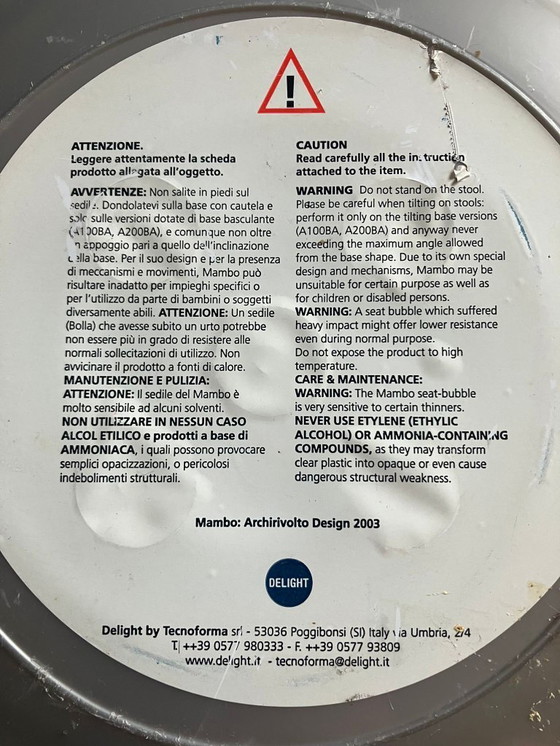 ATTENZIONE.
Leggere attentamente la scheda
prodotto allegata all'oggetto.
AVVERTENZE: Non salite in piedi sul
sedile. Dondolatevi sulla base con cautela e
solo sulle versioni dotate di base basculante
(A100BA, A200BA), e comunque non oltre
un appoggio pari a quello dell'inclinazione
della base. Per il suo design e per la presenza
di meccanismi e movimenti, Mambo può
risultare inadatto per impieghi specifici o
per l'utilizzo da parte di bambini o soggetti
diversamente abili. ATTENZIONE: Un sedile
(Bolla) che avesse subito un urto potrebbe
non essere più in grado di resistere alle
normali sollecitazioni di utilizzo. Non
avvicinare il prodotto a fonti di calore.
MANUTENZIONE E PULIZIA:
ATTENZIONE: Il sedile del Mambo è
molto sensibile ad alcuni solventi.
NON UTILIZZARE IN NESSUN CASO
ALCOL ETILICO e prodotti a base di
AMMONIACA, i quali possono provocare
semplici opacizzazioni, o pericolosi
indebolimenti strutturali.
CAUTION
Read carefully all the instruction
attached to the item.
WARNING Do not stand on the stool.
Please be careful when tilting on stools:
perform it only on the tilting base versions
(A100BA, A200BA) and anyway never
exceeding the maximum angle allowed
from the base shape. Due to its own special
design and mechanisms, Mambo may be
unsuitable for certain purpose as well as
for children or disabled persons.
WARNING: A seat bubble which suffered
heavy impact might offer lower resistance
even during normal purpose.
Do not expose the product to high
temperature.
CARE & MAINTENANCE:
WARNING: The Mambo seat-bubble
is very sensitive to certain thinners.
NEVER USE ETYLENE (ETHYLIC
ALCOHOL) OR AMMONIA-CONTAINING
COMPOUNDS, as they may transform
clear plastic into opaque or even cause
dangerous structural weakness.
Mambo: Archirivolto Design 2003
DELIGHT
Delight by Tecnoforma srl - 53036 Poggibonsi (SI) Italy via Umbria, 2/4
T. ++39 0577 980333 - F. ++39 0577 93809
www.delight.it - tecnoforma@delight.it